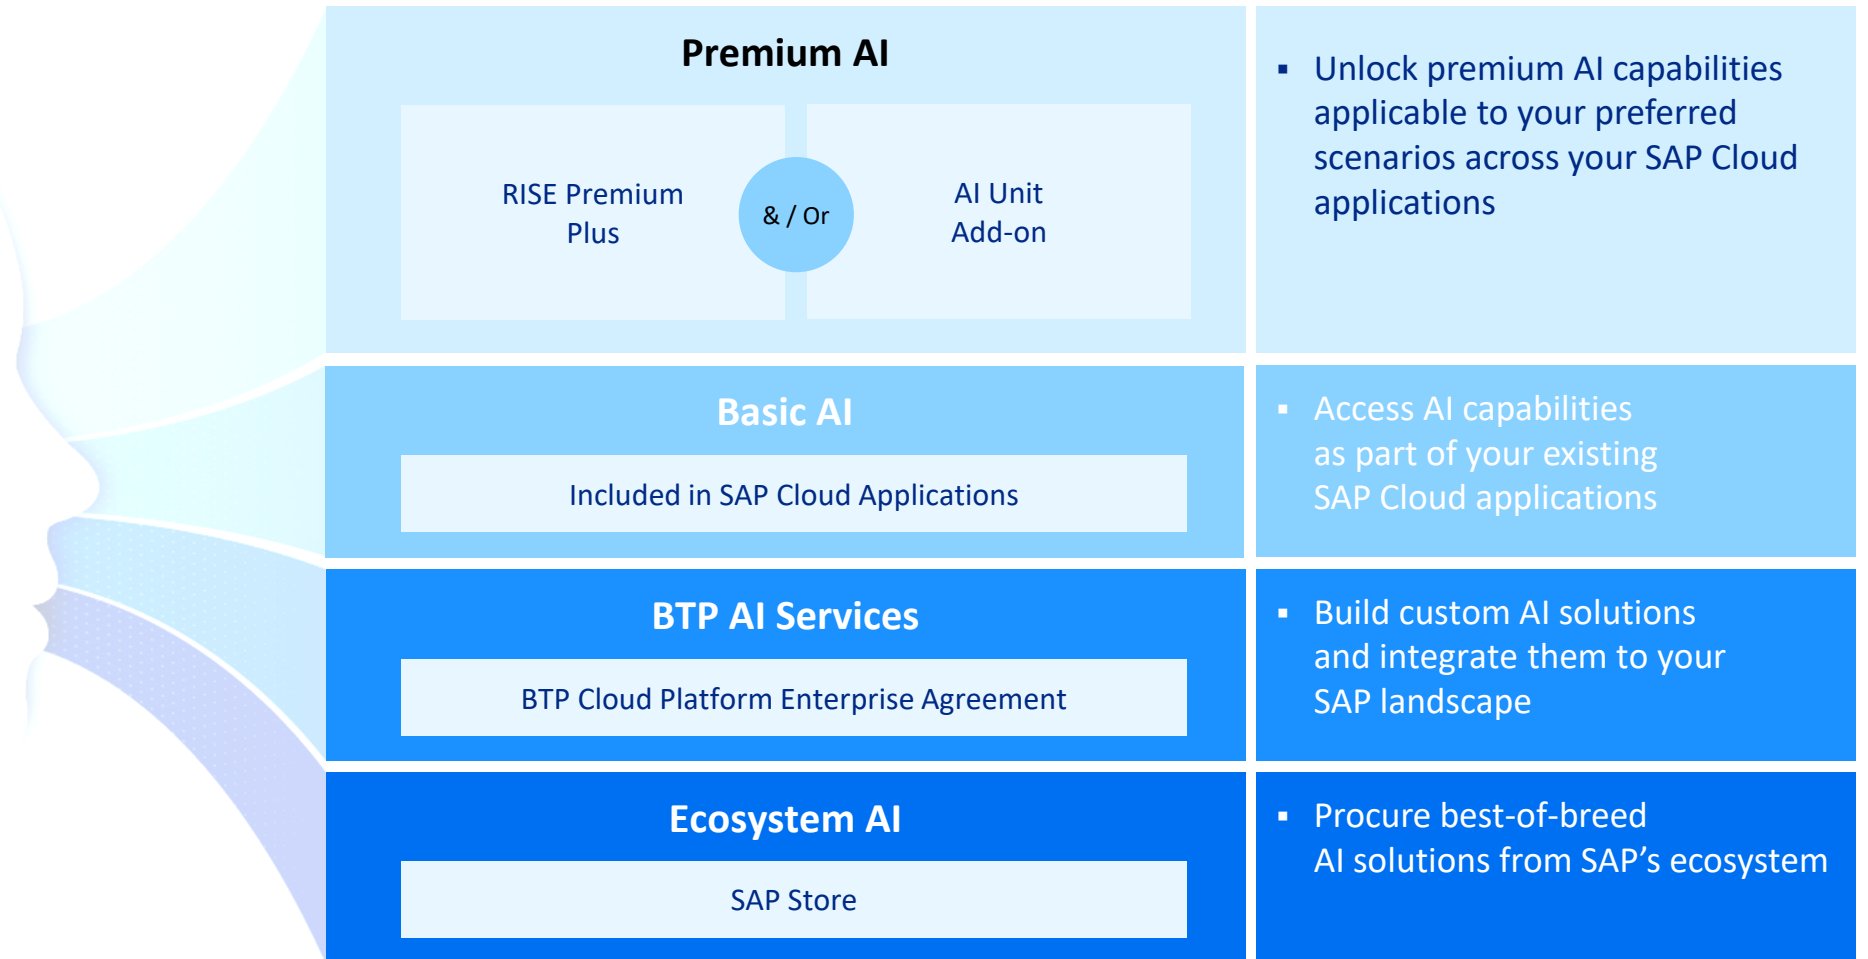 Premium AI
RISE Premium
Plus
& / Or
AI Unit
Add-on
▪ Unlock premium AI capabilities
applicable to your preferred
scenarios across your SAP Cloud
applications
Basic AI
Included in SAP Cloud Applications
▪ Access AI capabilities
as part of your existing
SAP Cloud applications
BTP AI Services
BTP Cloud Platform Enterprise Agreement
▪ Build custom AI solutions
and integrate them to your
SAP landscape
Ecosystem AI
SAP Store
▪ Procure best-of-breed
AI solutions from SAP’s ecosystem